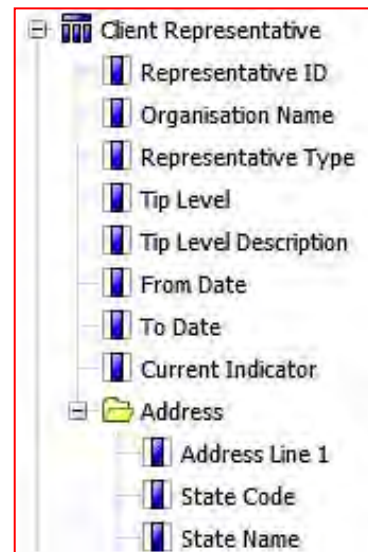 Client Representative
Representative ID
Organisation Name
Representative Type
Tip Level
Tip Level Description
From Date
To Date
Current Indicator
Address
Address Line 1
State Code
State Name